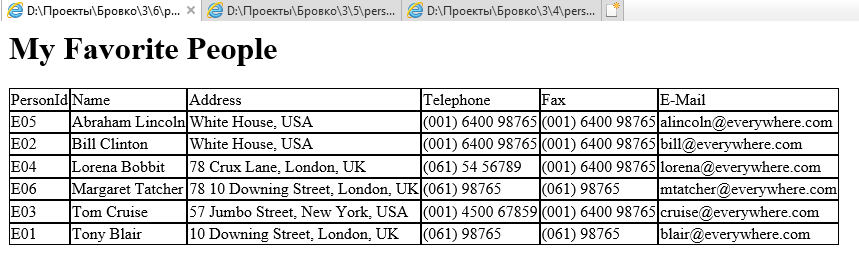 D:\Проекты\Бровко\3\6\p... D:\Проекты\Бровко\3\5\pers... D:\Проекты\Бровко\3\4\pers...
My Favorite People
PersonId Name Address Telephone Fax E-Mail
E05 Abraham Lincoln White House, USA (001) 6400 98765 (001) 6400 98765 alincoln@everywhere.com
E02 Bill Clinton White House, USA (001) 6400 98765 (001) 6400 98765 bill@everywhere.com
E04 Lorena Bobbit 78 Crux Lane, London, UK (061) 54 56789 (001) 6400 98765 lorena@everywhere.com
E06 Margaret Tatcher 78 10 Downing Street, London, UK (061) 98765 (061) 98765 mtatcher@everywhere.com
E03 Tom Cruise 57 Jumbo Street, New York, USA (001) 4500 67859 (001) 6400 98765 cruise@everywhere.com
E01 Tony Blair 10 Downing Street, London, UK (061) 98765 (061) 98765 blair@everywhere.com